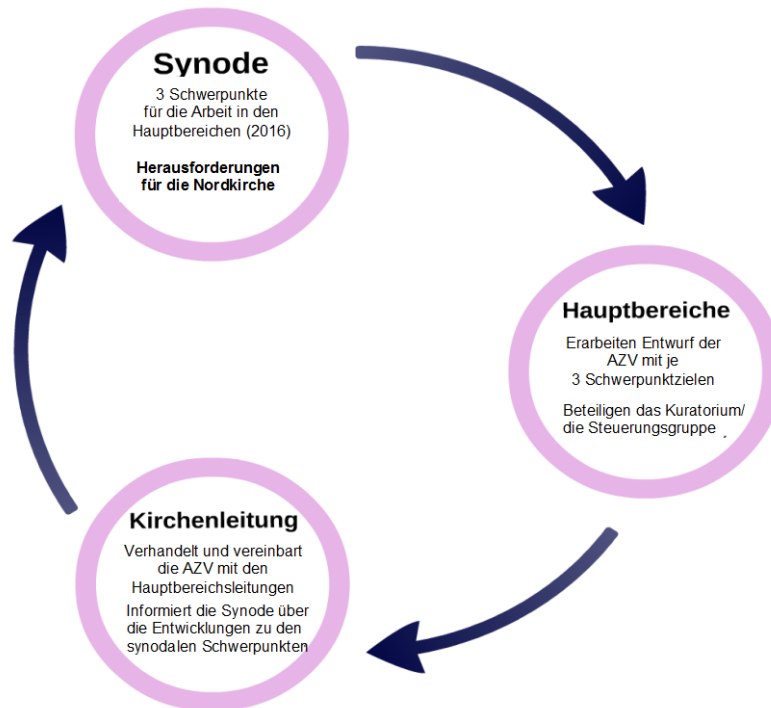 Synode
3 Schwerpunkte
für die Arbeit in den
Hauptbereichen (2016)
Herausforderungen
für die Nordkirche
Hauptbereiche
Erarbeiten Entwurf der
AZV mit je
3 Schwerpunktzielen
Beteiligen das Kuratorium/
die Steuerungsgruppe
Kirchenleitung
Verhandelt und vereinbart
die AZV mit den
Hauptbereichsleitungen
Informiert die Synode über
die Entwicklungen zu den
synodalen Schwerpunkten